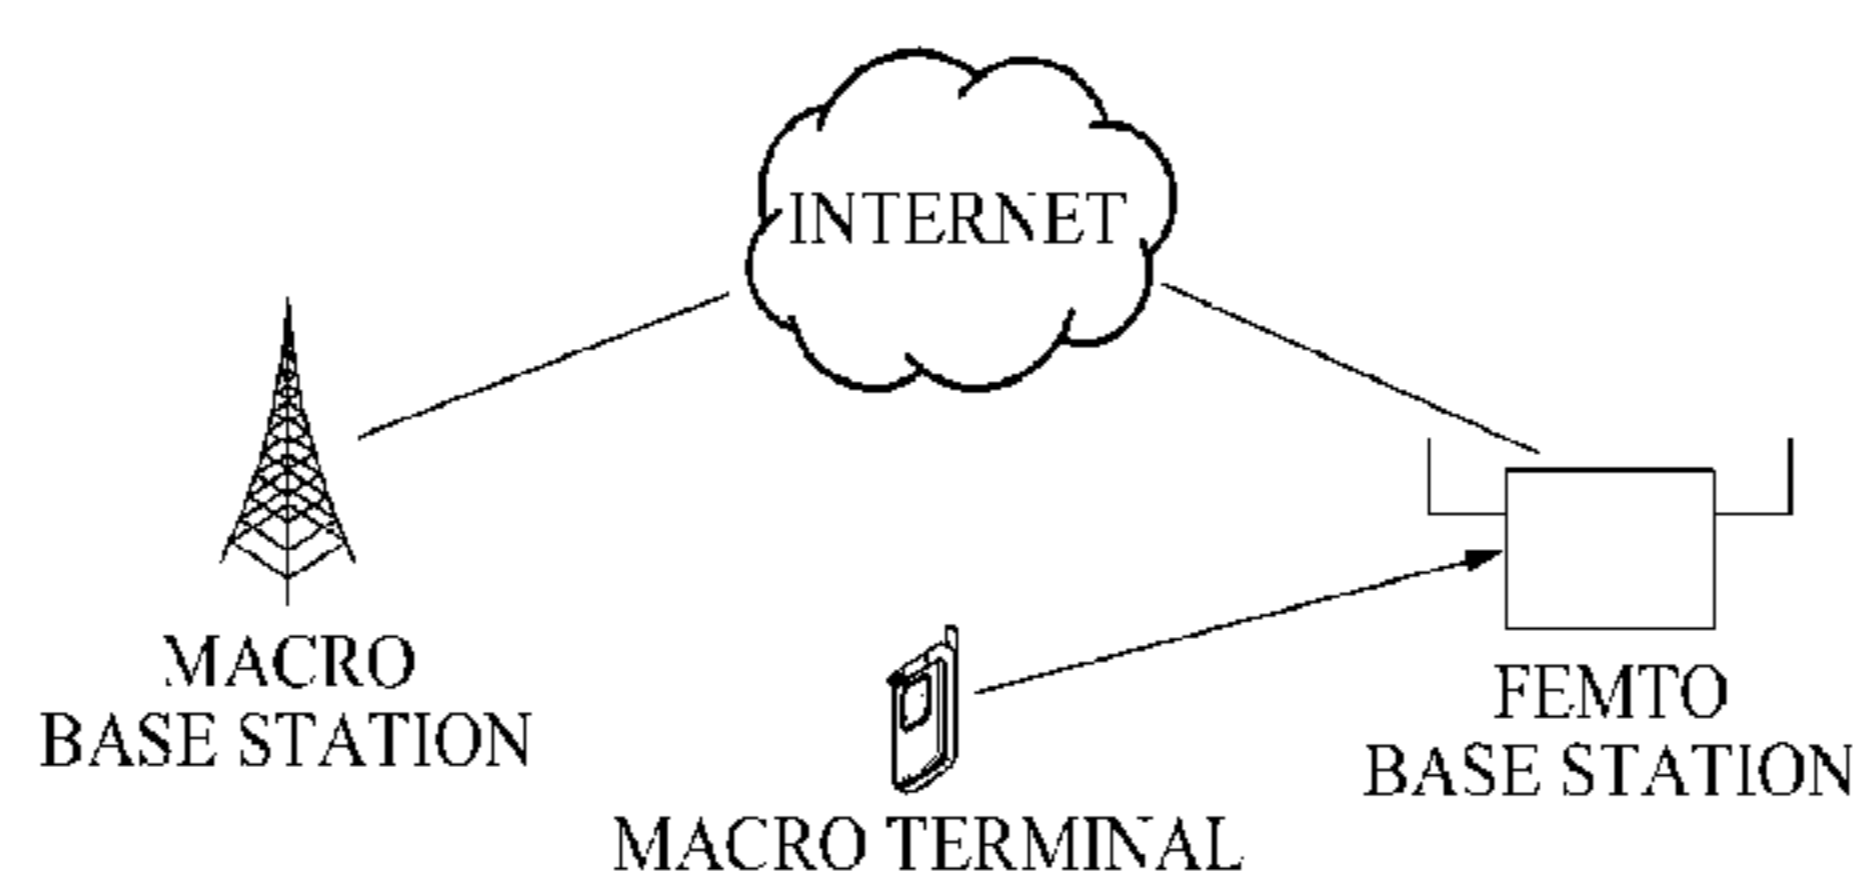 INTERNET
MACRO
BASE STATION
FEMTO
BASE STATION
MACRO TERMINAL